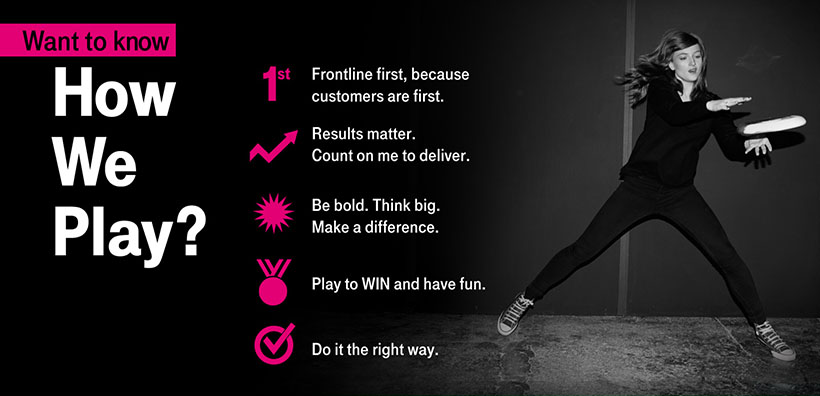 Want to know
How
We
Play?
1st
Frontline first, because
customers are first.
Results matter.
Count on me to deliver.
Be bold. Think big.
Make a difference.
Play to WIN and have fun.
Do it the right way.